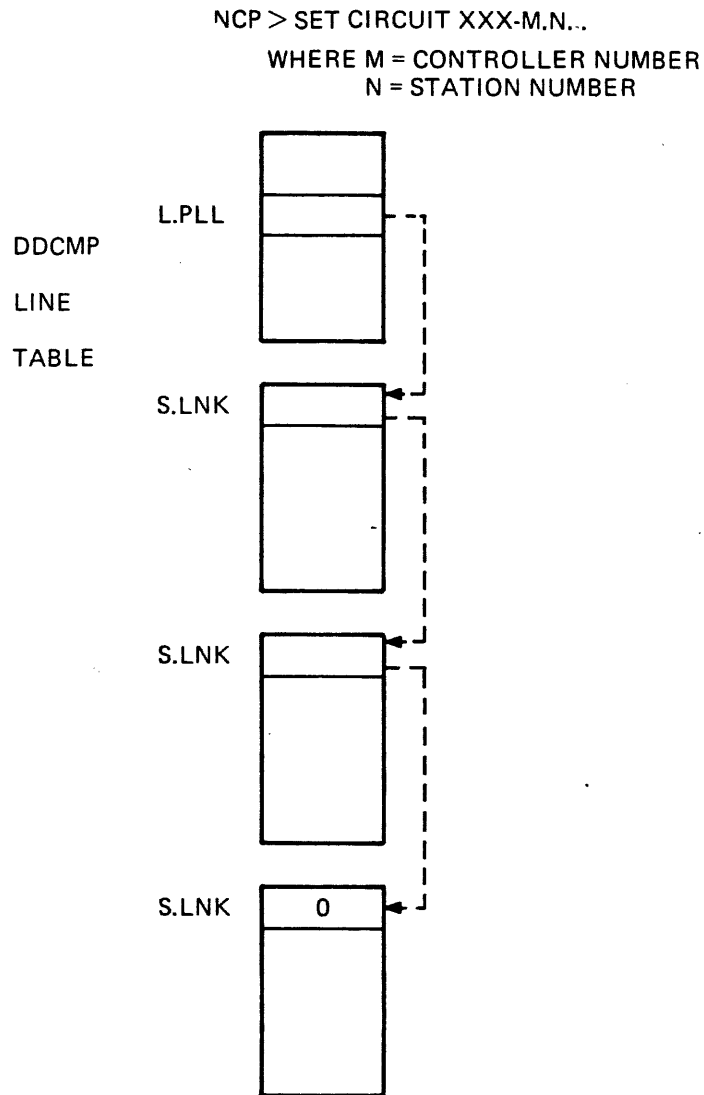 NCP > SET CIRCUIT XXX-M.N...
WHERE M = CONTROLLER NUMBER
N = STATION NUMBER
L.PLL
DDCMP
LINE
TABLE
S.LNK
S.LNK
S.LNK
0